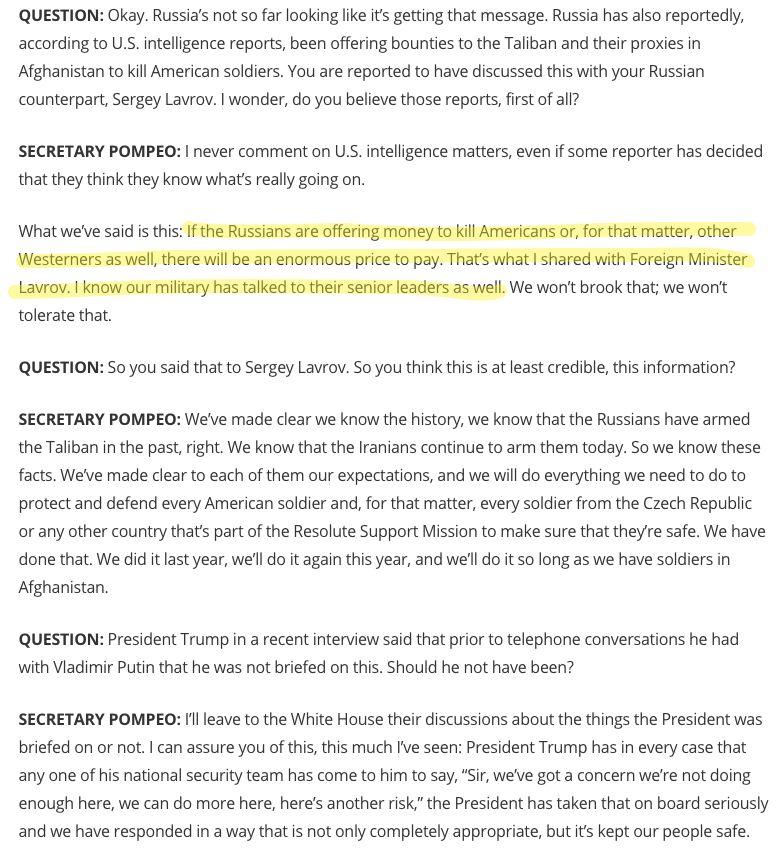 QUESTION: Okay. Russia’s not so far looking like it’s getting that message. Russia has also reportedly,
according to U.S. intelligence reports, been offering bounties to the Taliban and their proxies in
Afghanistan to kill American soldiers. You are reported to have discussed this with your Russian
counterpart, Sergey Lavrov. I wonder, do you believe those reports, first of all?
SECRETARY POMPEO: I never comment on U.S. intelligence matters, even if some reporter has decided
that they think they know what’s really going on.
What we’ve said is this: If the Russians are offering money to kill Americans or, for that matter, other
Westerners as well, there will be an enormous price to pay. That’s what I shared with Foreign Minister
Lavrov. I know our military has talked to their senior leaders as well. We won’t brook that; we won’t
tolerate that.
QUESTION: So you said that to Sergey Lavrov. So you think this is at least credible, this information?
SECRETARY POMPEO: We’ve made clear we know the history, we know that the Russians have armed
the Taliban in the past, right. We know that the Iranians continue to arm them today. So we know these
facts. We’ve made clear to each of them our expectations, and we will do everything we need to do to
protect and defend every American soldier and, for that matter, every soldier from the Czech Republic
or any other country that’s part of the Resolute Support Mission to make sure that they’re safe. We have
done that. We did it last year, we’ll do it again this year, and we’ll do it so long as we have soldiers in
Afghanistan.
QUESTION: President Trump in a recent interview said that prior to telephone conversations he had
with Vladimir Putin that he was not briefed on this. Should he not have been?
SECRETARY POMPEO: I’ll leave to the White House their discussions about the things the President was
briefed on or not. I can assure you of this, this much I’ve seen: President Trump has in every case that
any one of his national security team has come to him to say, “Sir, we’ve got a concern we’re not doing
enough here, we can do more here, here’s another risk,” the President has taken that on board seriously
and we have responded in a way that is not only completely appropriate, but it’s kept our people safe.